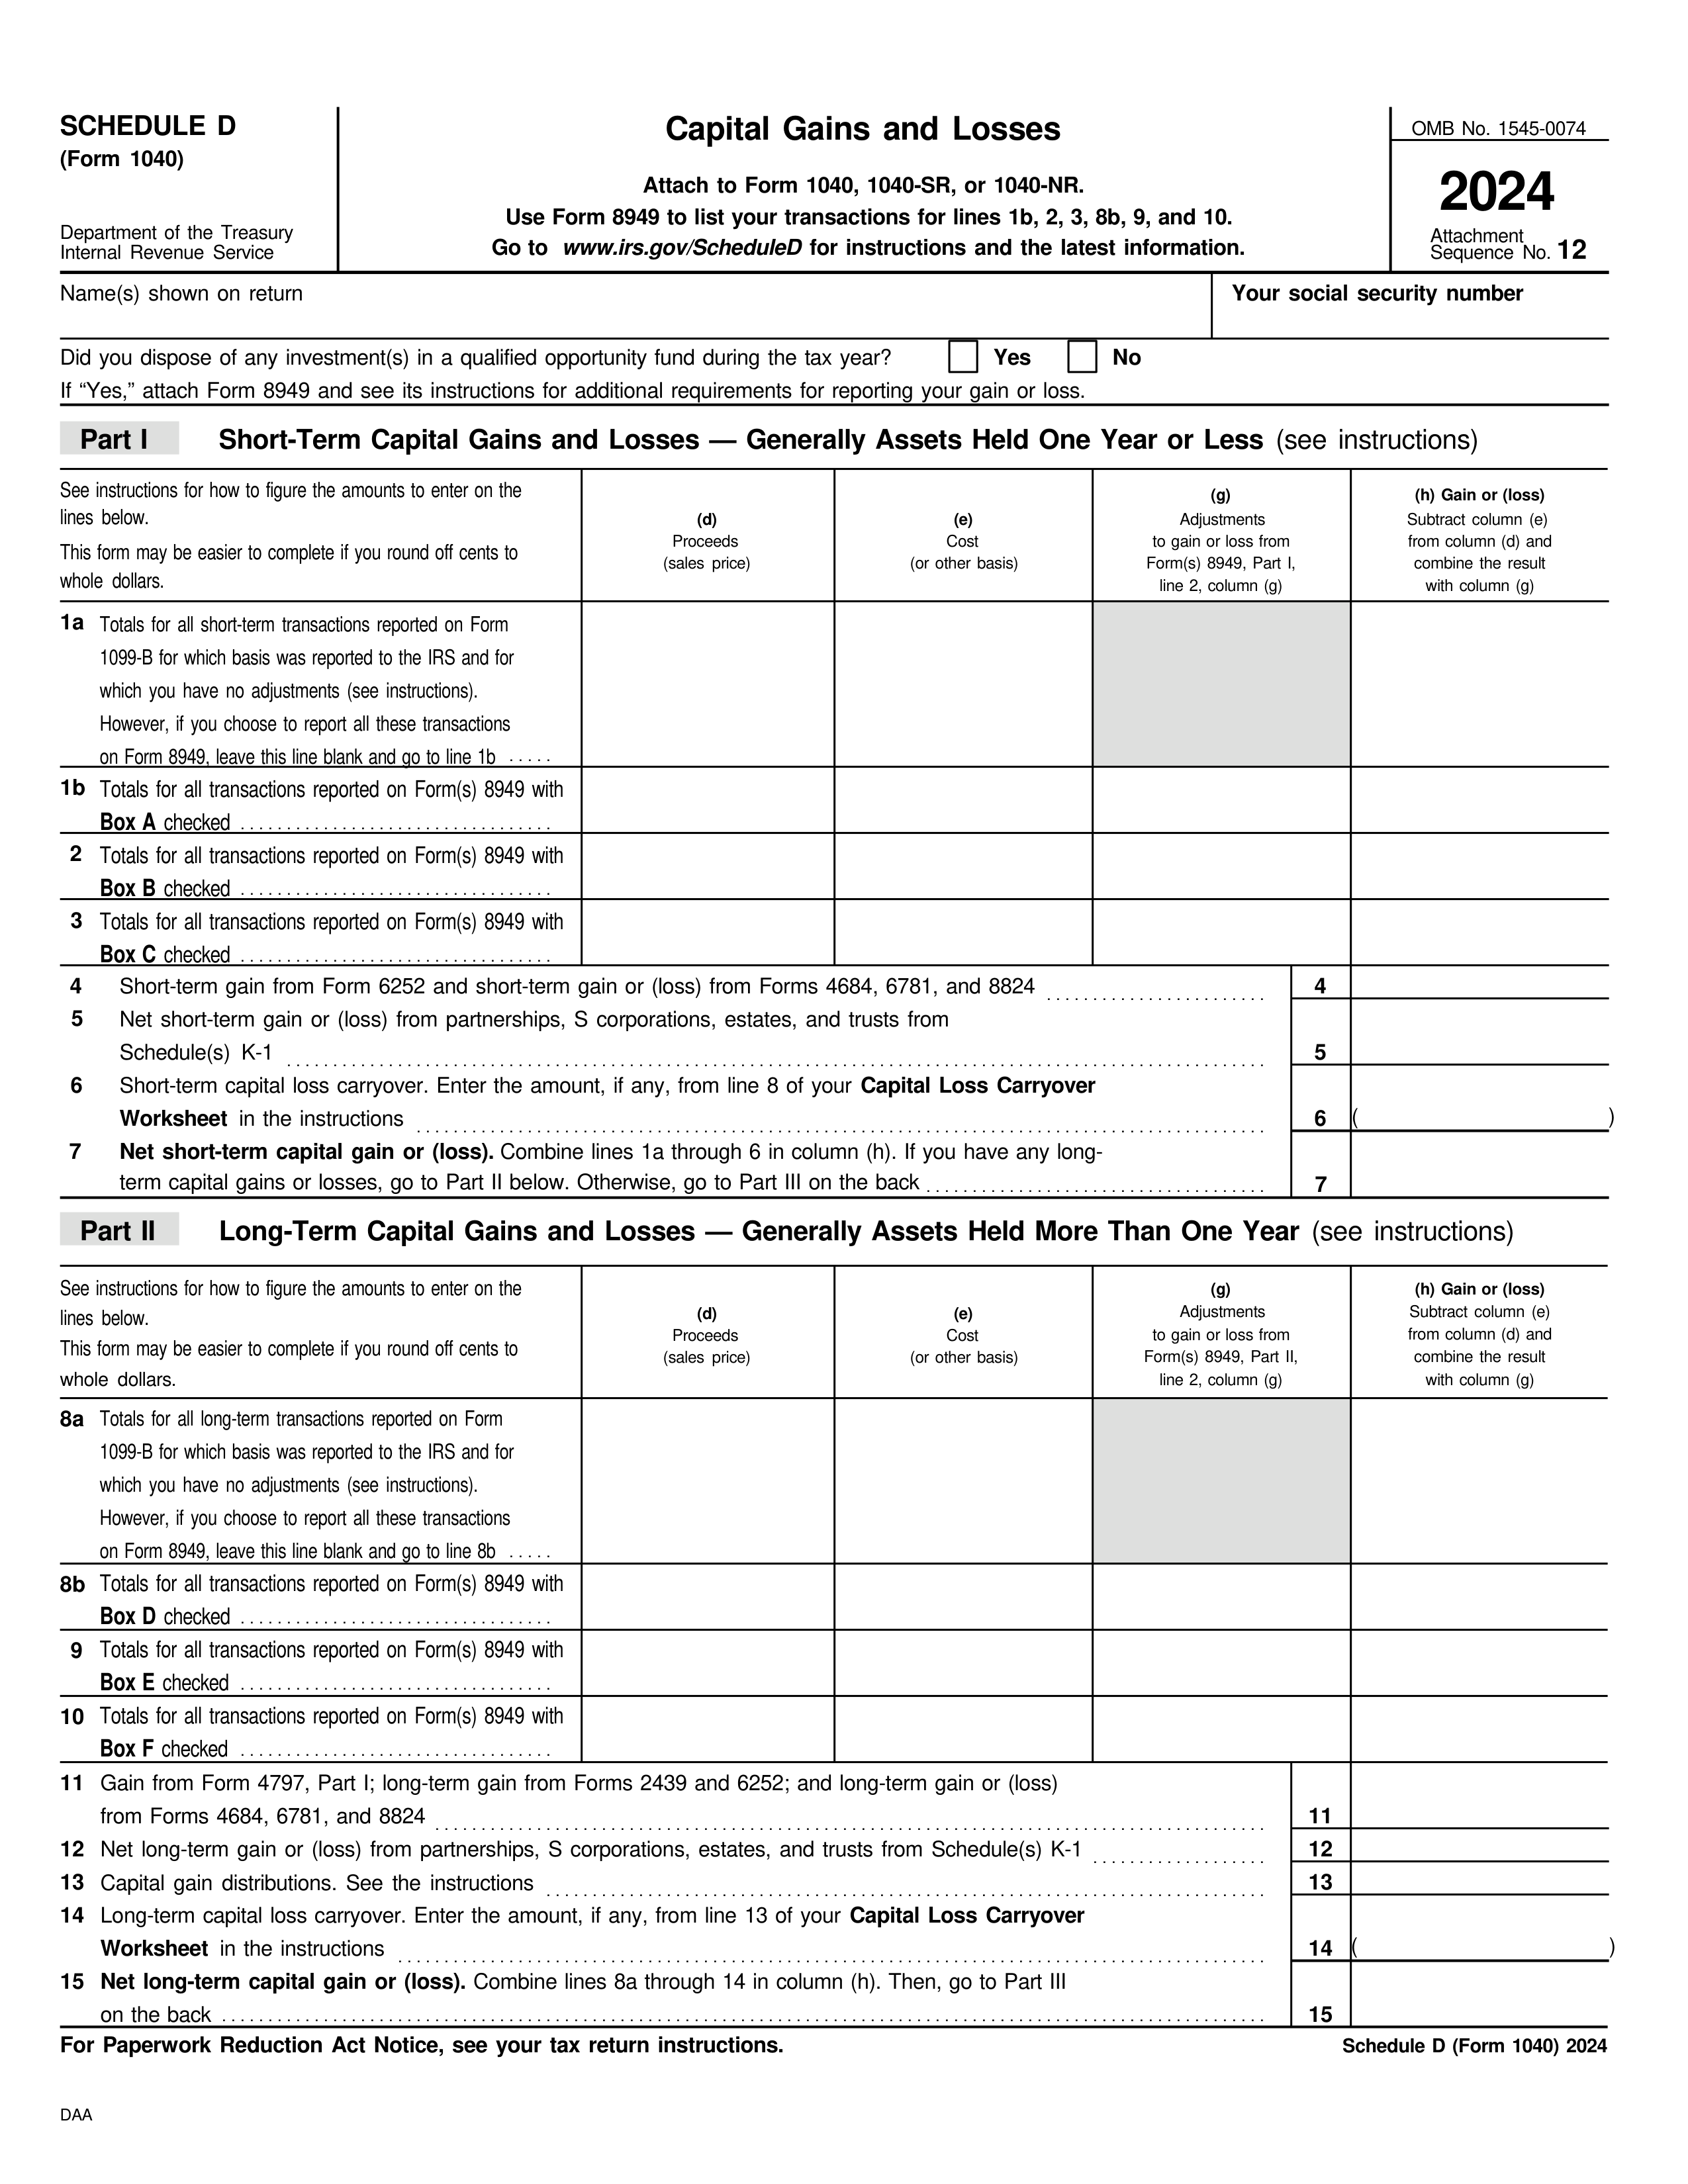 SCHEDULE D
(Form 1040)
Department of the Treasury
Internal Revenue Service
Capital Gains and Losses
Attach to Form 1040, 1040-SR, or 1040-NR.
Use Form 8949 to list your transactions for lines 1b, 2, 3, 8b, 9, and 10.
Go to www.irs.gov/ScheduleD for instructions and the latest information.
OMB No. 1545-0074
2024
Attachment
Sequence No. 12
Name(s) shown on return
Your social security number
Did you dispose of any investment(s) in a qualified opportunity fund during the tax year? Yes No
If “Yes,” attach Form 8949 and see its instructions for additional requirements for reporting your gain or loss.
Part I Short-Term Capital Gains and Losses — Generally Assets Held One Year or Less (see instructions)
See instructions for how to figure the amounts to enter on the
lines below.
This form may be easier to complete if you round off cents to
whole dollars.
(d)
Proceeds
(sales price)
(e)
Cost
(or other basis)
(g)
Adjustments
to gain or loss from
Form(s) 8949, Part I,
line 2, column (g)
(h) Gain or (loss)
Subtract column (e)
from column (d) and
combine the result
with column (g)
1a Totals for all short-term transactions reported on Form
1099-B for which basis was reported to the IRS and for
which you have no adjustments (see instructions).
However, if you choose to report all these transactions
on Form 8949, leave this line blank and go to line 1b .....
1b Totals for all transactions reported on Form(s) 8949 with
Box A checked ..................................
2 Totals for all transactions reported on Form(s) 8949 with
Box B checked ..................................
3 Totals for all transactions reported on Form(s) 8949 with
Box C checked ..................................
4 Short-term gain from Form 6252 and short-term gain or (loss) from Forms 4684, 6781, and 8824 ........................ 4
5 Net short-term gain or (loss) from partnerships, S corporations, estates, and trusts from
Schedule(s) K-1 ........................ 5
6 Short-term capital loss carryover. Enter the amount, if any, from line 8 of your Capital Loss Carryover
Worksheet in the instructions ........................ 6 ( )
7 Net short-term capital gain or (loss). Combine lines 1a through 6 in column (h). If you have any long-
term capital gains or losses, go to Part II below. Otherwise, go to Part III on the back ........................ 7
Part II Long-Term Capital Gains and Losses — Generally Assets Held More Than One Year (see instructions)
See instructions for how to figure the amounts to enter on the
lines below.
This form may be easier to complete if you round off cents to
whole dollars.
(d)
Proceeds
(sales price)
(e)
Cost
(or other basis)
(g)
Adjustments
to gain or loss from
Form(s) 8949, Part II,
line 2, column (g)
(h) Gain or (loss)
Subtract column (e)
from column (d) and
combine the result
with column (g)
8a Totals for all long-term transactions reported on Form
1099-B for which basis was reported to the IRS and for
which you have no adjustments (see instructions).
However, if you choose to report all these transactions
on Form 8949, leave this line blank and go to line 8b .....
8b Totals for all transactions reported on Form(s) 8949 with
Box D checked ..................................
9 Totals for all transactions reported on Form(s) 8949 with
Box E checked ..................................
10 Totals for all transactions reported on Form(s) 8949 with
Box F checked ..................................
11 Gain from Form 4797, Part I; long-term gain from Forms 2439 and 6252; and long-term gain or (loss)
from Forms 4684, 6781, and 8824 ........................ 11
12 Net long-term gain or (loss) from partnerships, S corporations, estates, and trusts from Schedule(s) K-1 ................... 12
13 Capital gain distributions. See the instructions ........................ 13
14 Long-term capital loss carryover. Enter the amount, if any, from line 13 of your Capital Loss Carryover
Worksheet in the instructions ........................ 14 ( )
15 Net long-term capital gain or (loss). Combine lines 8a through 14 in column (h). Then, go to Part III
on the back ........................ 15
For Paperwork Reduction Act Notice, see your tax return instructions.
Schedule D (Form 1040) 2024
DAA